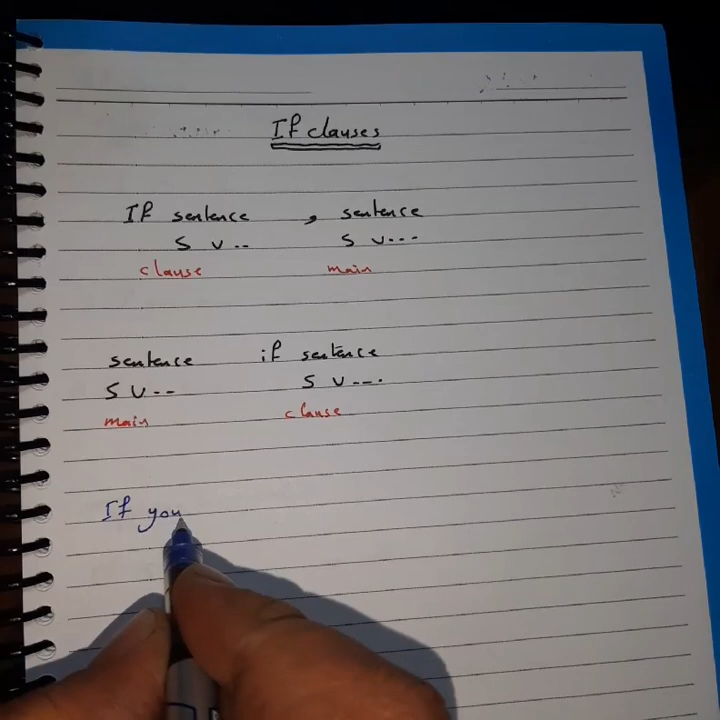 If clauses
If sentence , sentence
S v.. S v...
clause main
sentence if sentence
S v-- S v---.
main clause
If you